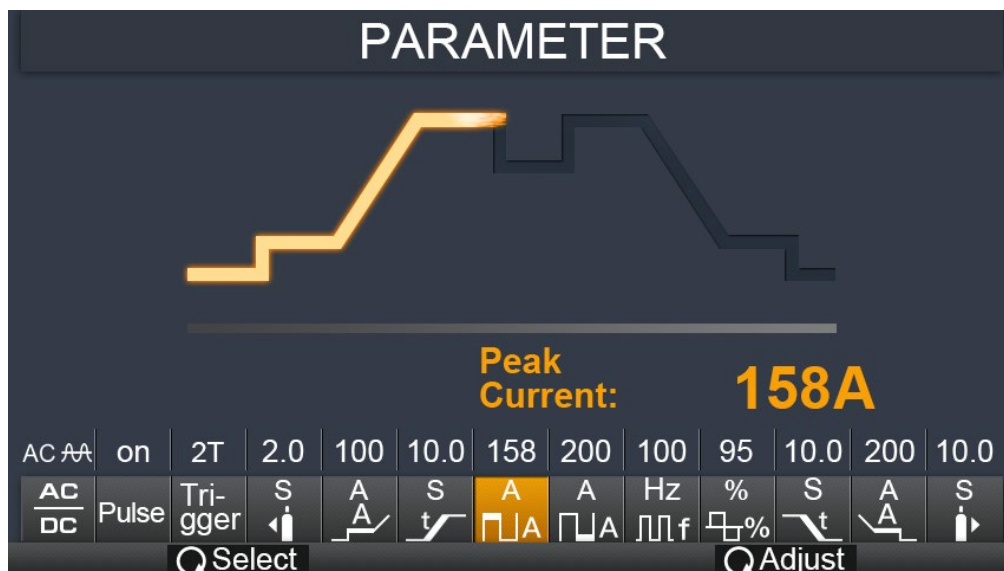 PARAMETER
Peak
Current:
158A
AC on 2T 2.0 100 10.0 158 200 100 95 10.0 200 10.0
AC
DC
Pulse
Tri-
gger
S
A
A
S
t
A
A
A
A
Hz
f
%
%
S
t
A
A
S
Select
Adjust